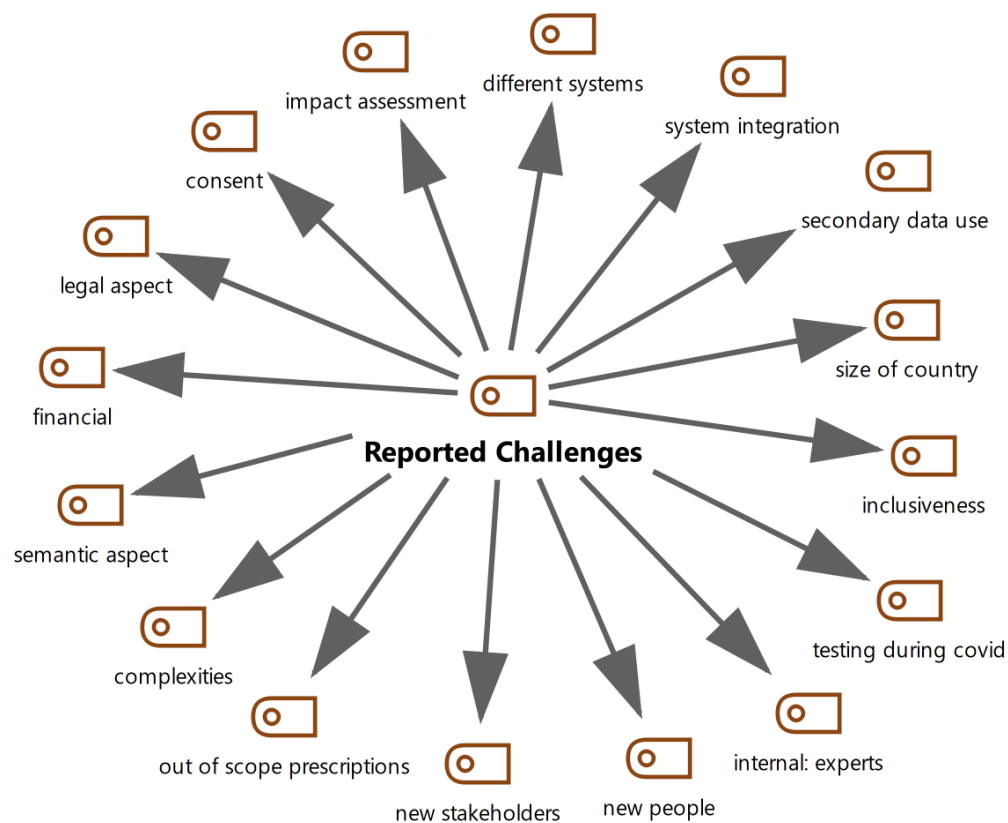 different systems
impact assessment
system integration
consent
secondary data use
legal aspect
size of country
financial
Reported Challenges
inclusiveness
semantic aspect
testing during covid
complexities
out of scope prescriptions
internal: experts
new stakeholders
new people